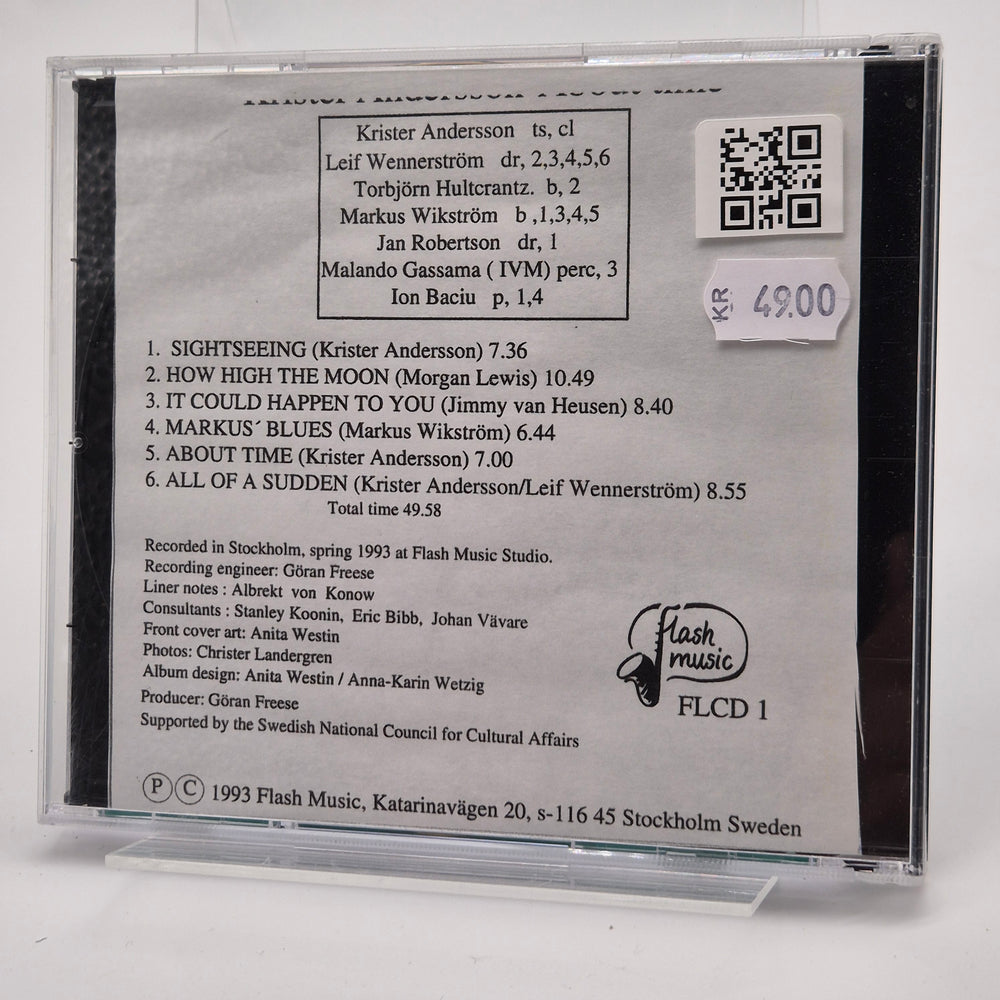 Krister Andersson About time
Krister Andersson ts, cl
Leif Wennerström dr, 2,3,4,5,6
Torbjörn Hultcrantz. b, 2
Markus Wikström b ,1,3,4,5
Jan Robertson dr, 1
Malando Gassama ( IVM) perc, 3
Ion Baciu p, 1,4
KR 49.00
1. SIGHTSEEING (Krister Andersson) 7.36
2. HOW HIGH THE MOON (Morgan Lewis) 10.49
3. IT COULD HAPPEN TO YOU (Jimmy van Heusen) 8.40
4. MARKUS´ BLUES (Markus Wikström) 6.44
5. ABOUT TIME (Krister Andersson) 7.00
6. ALL OF A SUDDEN (Krister Andersson/Leif Wennerström) 8.55
Total time 49.58
Recorded in Stockholm, spring 1993 at Flash Music Studio.
Recording engineer: Göran Freese
Liner notes : Albrekt von Konow
Consultants : Stanley Koonin, Eric Bibb, Johan Vävare
Front cover art: Anita Westin
Photos: Christer Landergren
Album design: Anita Westin / Anna-Karin Wetzig
Producer: Göran Freese
Supported by the Swedish National Council for Cultural Affairs
flash
music
FLCD 1
Ⓟ Ⓒ 1993 Flash Music, Katarinavägen 20, s-116 45 Stockholm Sweden